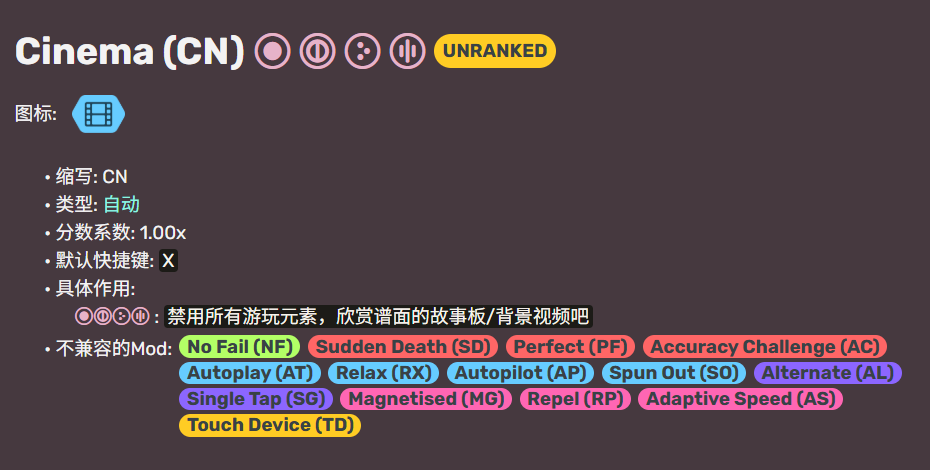 Cinema (CN) UNRANKED
图标:
• 缩写: CN
• 类型: 自动
• 分数系数: 1.00x
• 默认快捷键: X
• 具体作用:
: 禁用所有游玩元素，欣赏谱面的故事板/背景视频吧
• 不兼容的Mod: No Fail (NF) Sudden Death (SD) Perfect (PF) Accuracy Challenge (AC)
Autoplay (AT) Relax (RX) Autopilot (AP) Spun Out (SO) Alternate (AL)
Single Tap (SG) Magnetised (MG) Repel (RP) Adaptive Speed (AS)
Touch Device (TD)